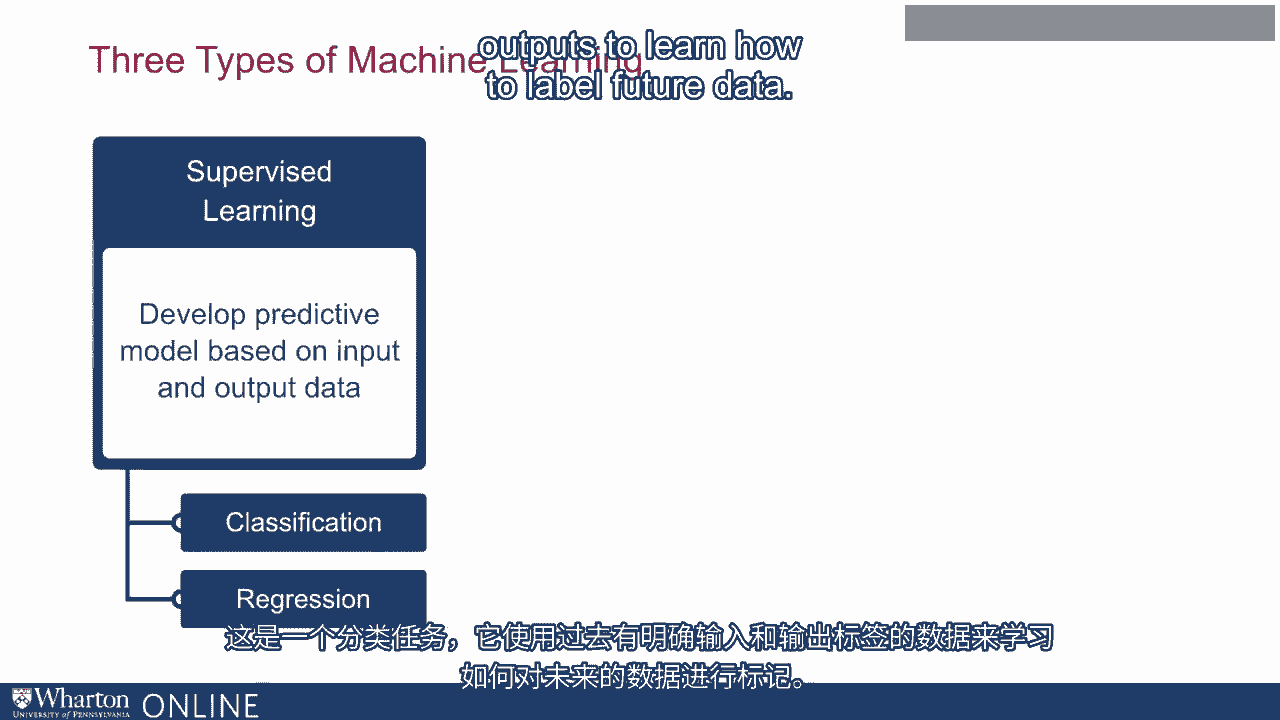 outputs to learn how
to label future data.
Three Types of Machine Learning
Supervised
Learning
Develop predictive
model based on input
and output data
Classification
Regression
这是一个分类任务，它使用过去有明确输入和输出标签的数据来学习
如何对未来的数据进行标记。
Wharton
UNIVERSITY of PENNSYLVANIA
ONLINE